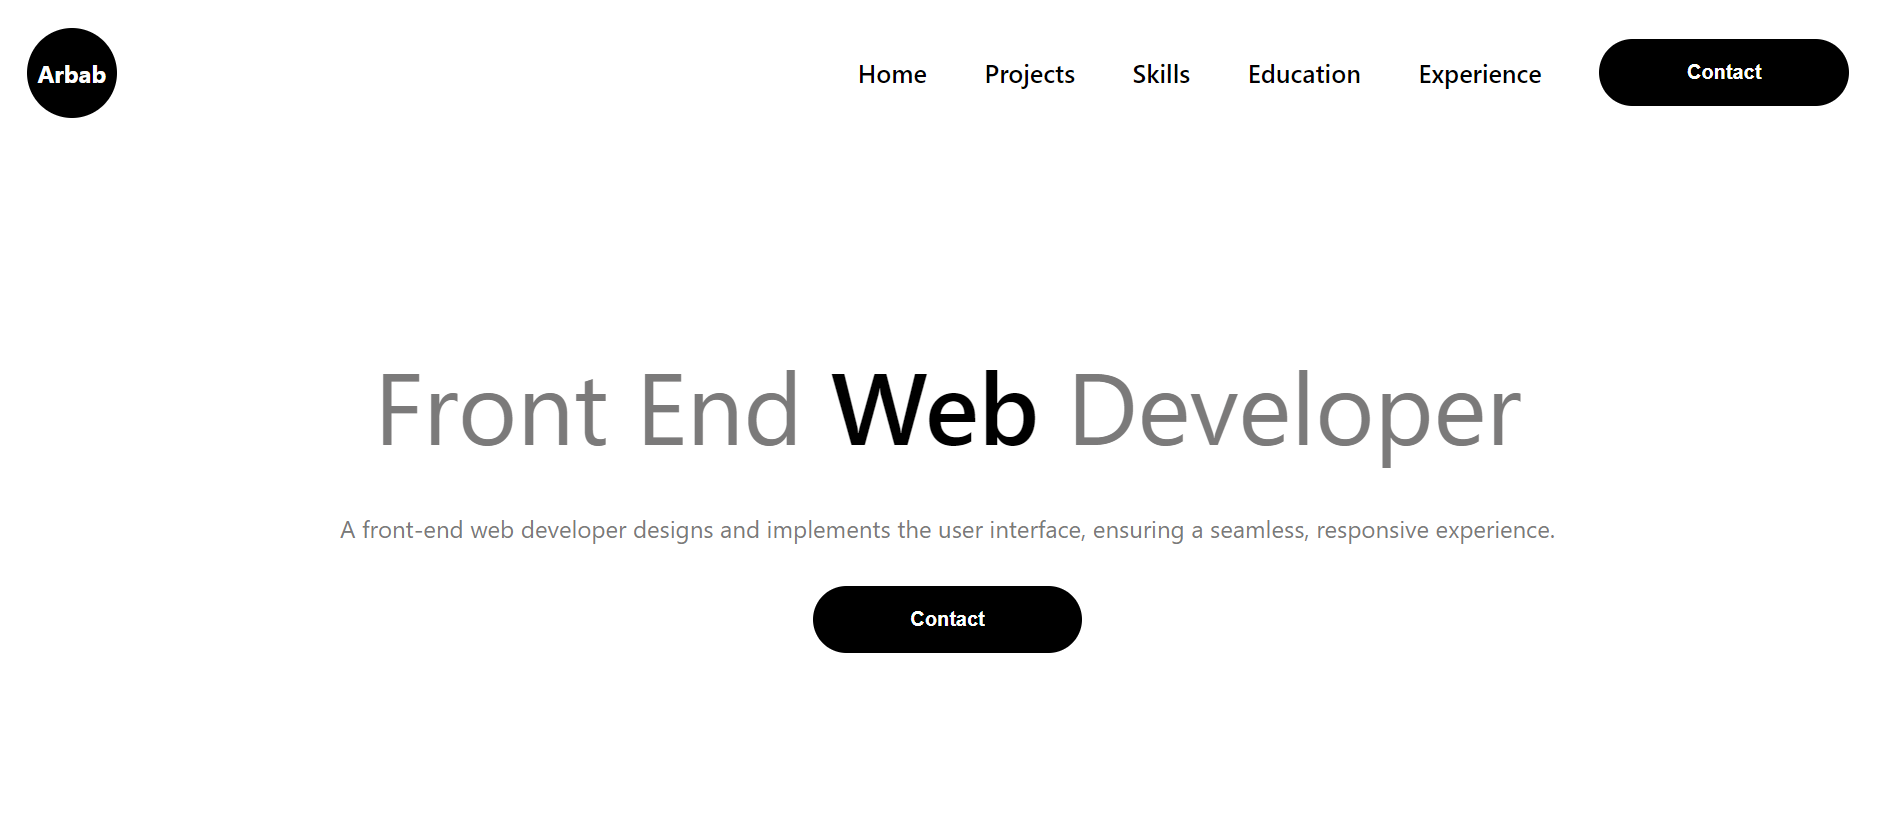 Arbab
Home Projects Skills Education Experience Contact
Front End Web Developer
A front-end web developer designs and implements the user interface, ensuring a seamless, responsive experience.
Contact